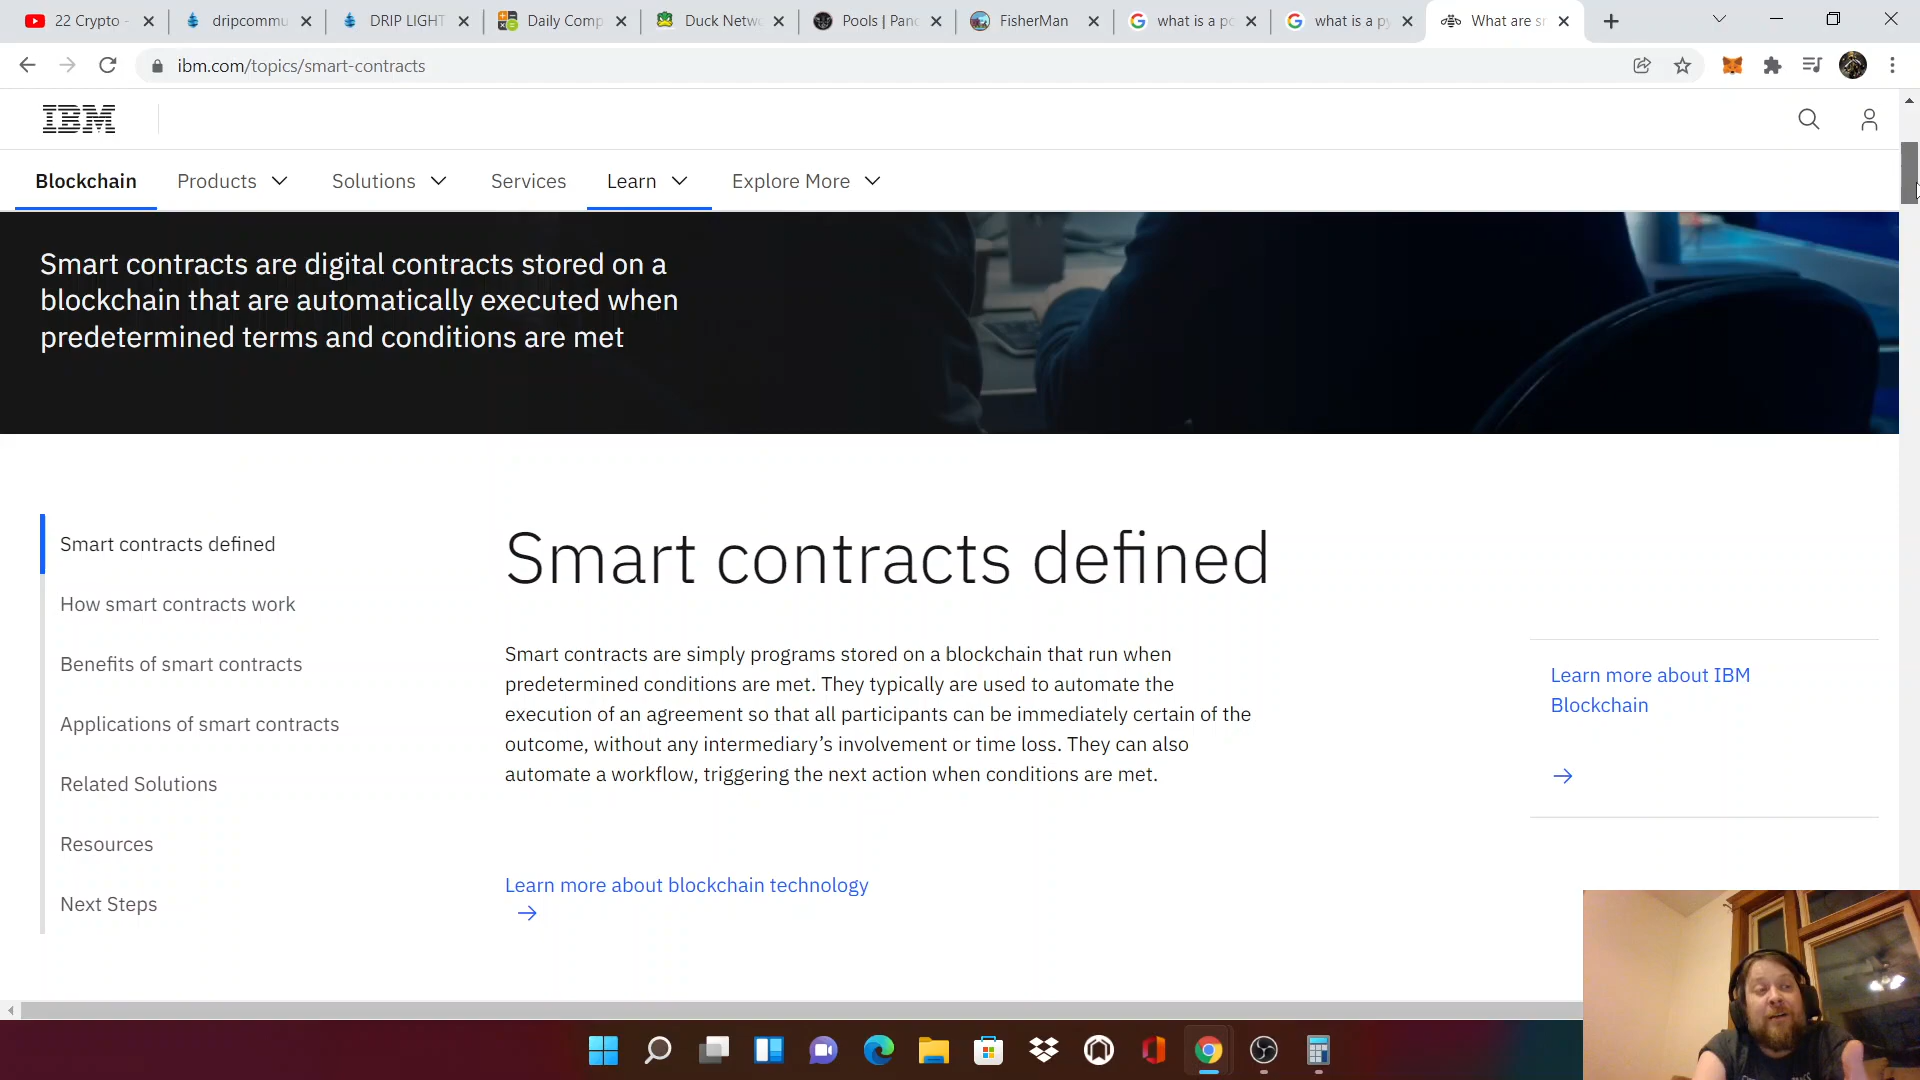 22 Crypto -
dripcommu
DRIP LIGHT
Daily Comp
Duck Netw
Pools | Panc
FisherMan
what is a po
what is a py
What are sm
ibm.com/topics/smart-contracts
IBM
Blockchain
Products
Solutions
Services
Learn
Explore More
Smart contracts are digital contracts stored on a
blockchain that are automatically executed when
predetermined terms and conditions are met
Smart contracts defined
How smart contracts work
Benefits of smart contracts
Applications of smart contracts
Related Solutions
Resources
Next Steps
Smart contracts defined
Smart contracts are simply programs stored on a blockchain that run when
predetermined conditions are met. They typically are used to automate the
execution of an agreement so that all participants can be immediately certain of the
outcome, without any intermediary’s involvement or time loss. They can also
automate a workflow, triggering the next action when conditions are met.
Learn more about blockchain technology
Learn more about IBM
Blockchain